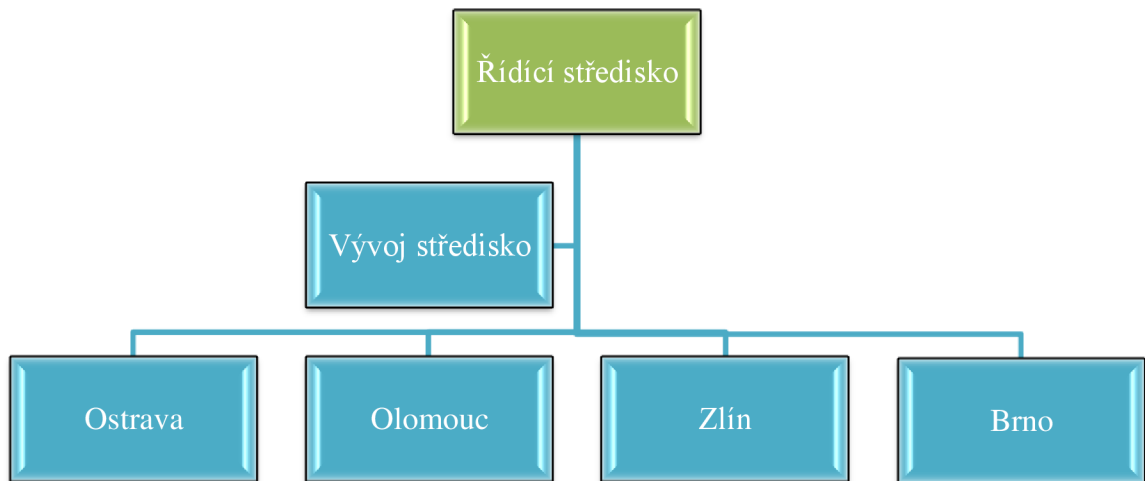 Řídící středisko
Vývoj středisko
Ostrava
Olomouc
Zlín
Brno